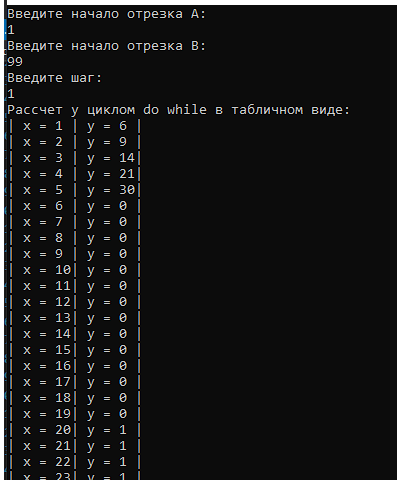 Введите начало отрезка A:
1
Введите начало отрезка B:
99
Введите шаг:
1
Рассчет y циклом do while в табличном виде:
| x = 1 | y = 6 |
| x = 2 | y = 9 |
| x = 3 | y = 14|
| x = 4 | y = 21|
| x = 5 | y = 30|
| x = 6 | y = 0 |
| x = 7 | y = 0 |
| x = 8 | y = 0 |
| x = 9 | y = 0 |
| x = 10| y = 0 |
| x = 11| y = 0 |
| x = 12| y = 0 |
| x = 13| y = 0 |
| x = 14| y = 0 |
| x = 15| y = 0 |
| x = 16| y = 0 |
| x = 17| y = 0 |
| x = 18| y = 0 |
| x = 19| y = 0 |
| x = 20| y = 1 |
| x = 21| y = 1 |
| x = 22| y = 1 |
| x = 23| y = 1 |